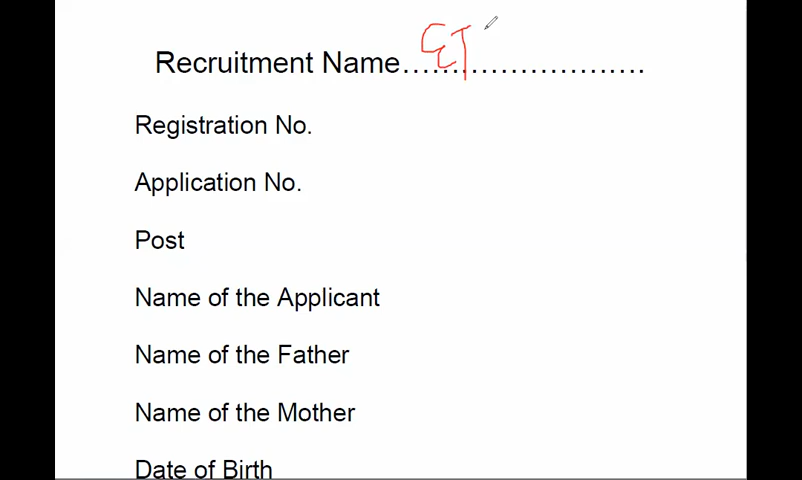 Recruitment Name.....ET.....................
Registration No.
Application No.
Post
Name of the Applicant
Name of the Father
Name of the Mother
Date of Birth